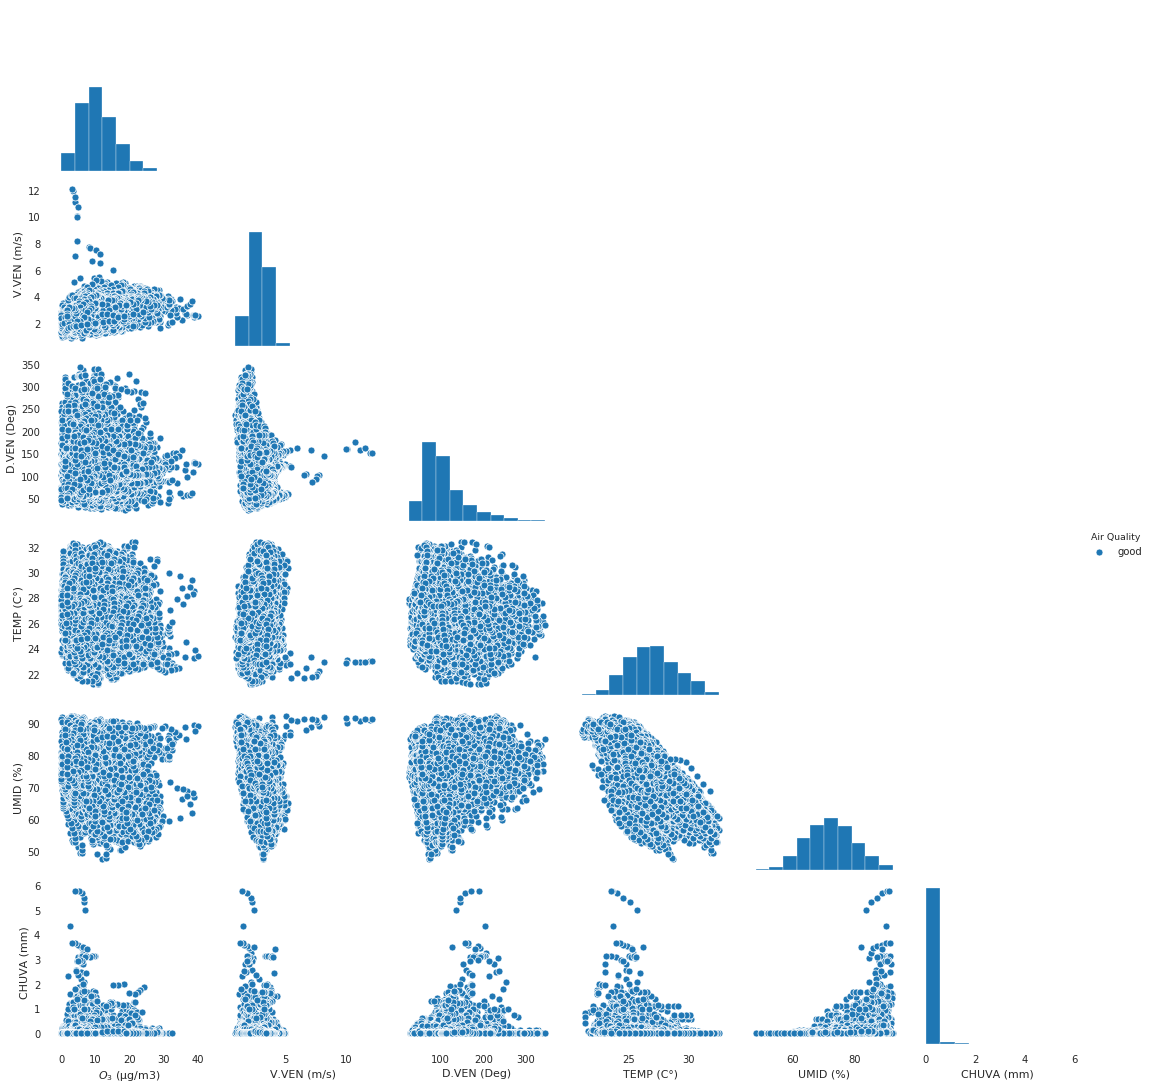 12
10
8
6
4
2
V.VEN (m/s)
350
300
250
200
150
100
50
D.VEN (Deg)
32
30
28
26
24
22
TEMP (C°)
Air Quality
good
90
80
70
60
50
UMID (%)
6
5
4
3
2
1
0
CHUVA (mm)
0 10 20 30 40
5 10
100 200 300
25 30
60 80
0 2 4 6
O₃ (µg/m3)
V.VEN (m/s)
D.VEN (Deg)
TEMP (C°)
UMID (%)
CHUVA (mm)